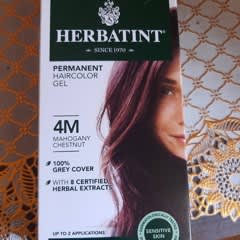 HERBATINT®
SINCE 1970
PERMANENT
HAIRCOLOR
GEL
4M
MAHOGANY
CHESTNUT
100%
GREY COVER
WITH 8 CERTIFIED
HERBAL EXTRACTS
UP TO 2 APPLICATIONS
SENSITIVE
SKIN